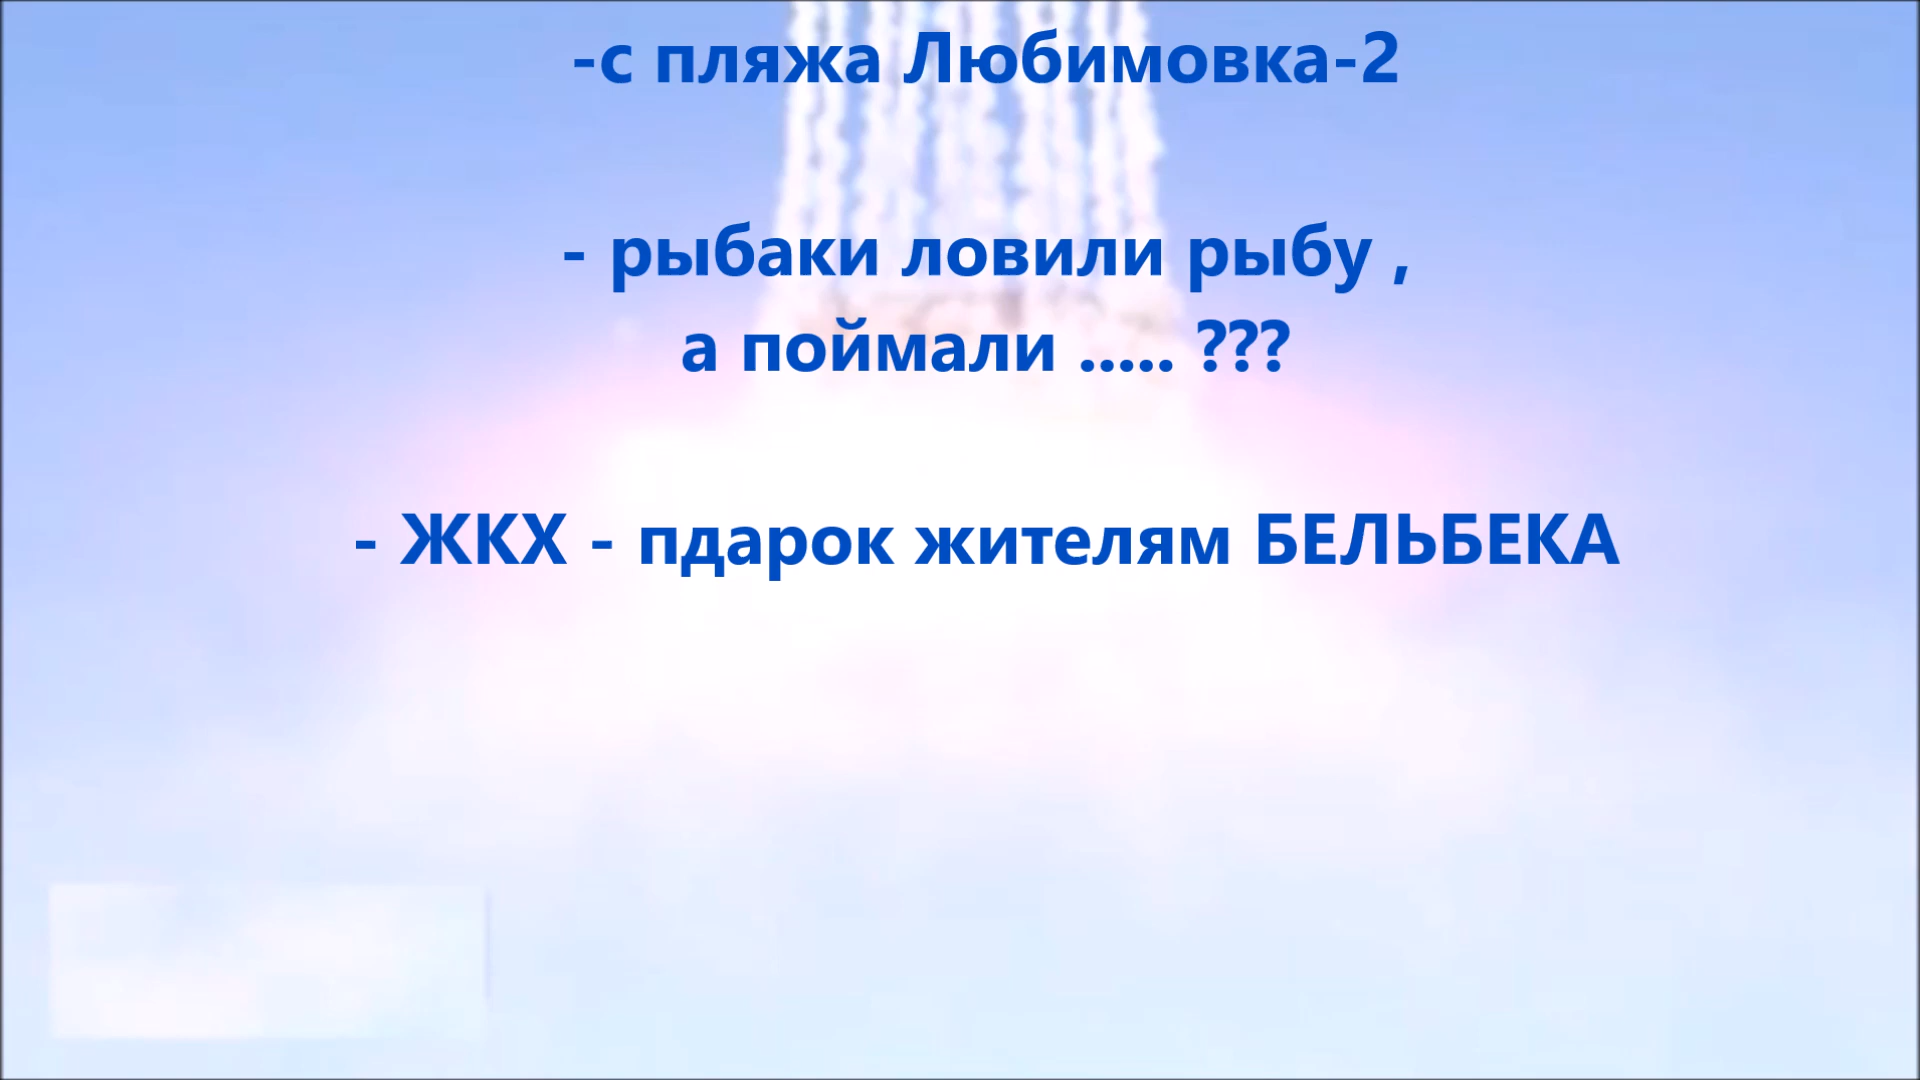 -с пляжа Любимовка-2
- рыбаки ловили рыбу ,
а поймали ..... ???
- ЖКХ - пдарок жителям БЕЛЬБЕКА